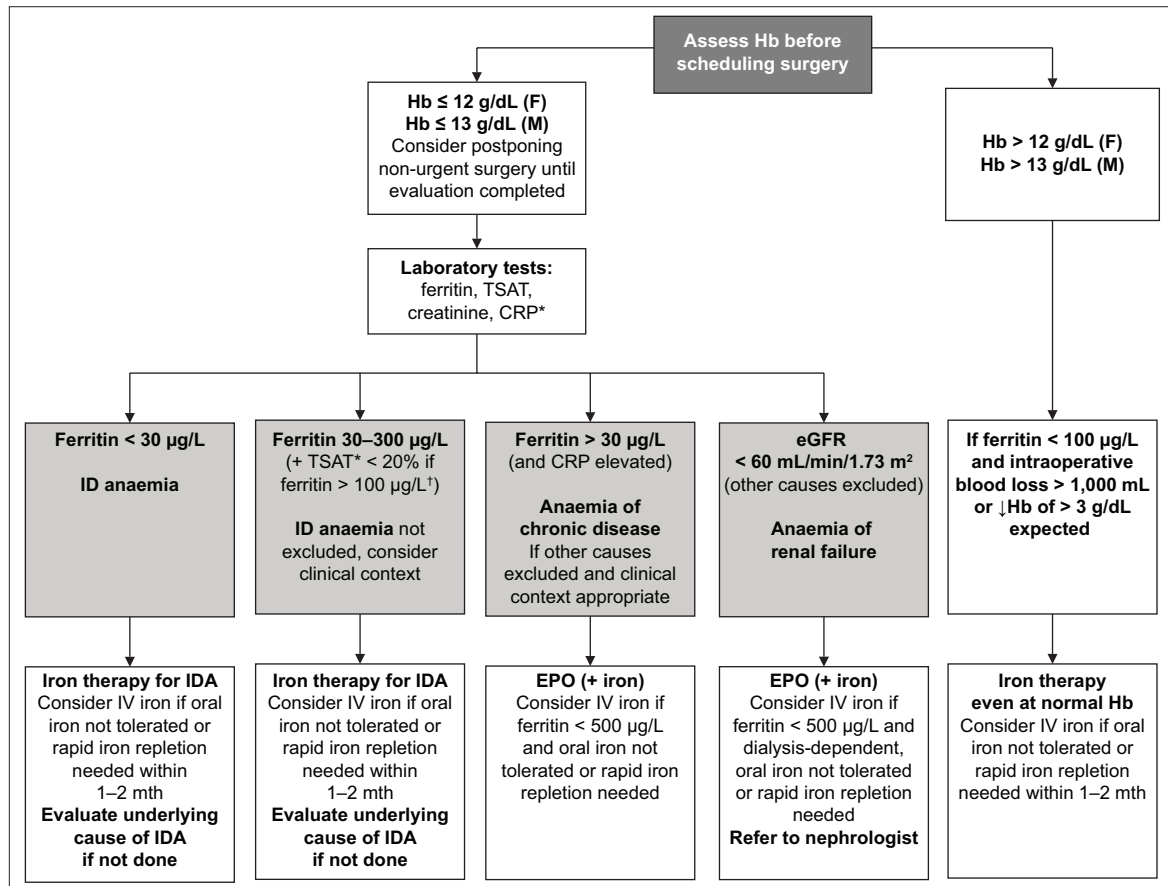 Assess Hb before
scheduling surgery
Hb ≤ 12 g/dL (F)
Hb ≤ 13 g/dL (M)
Consider postponing
non-urgent surgery until
evaluation completed
Hb > 12 g/dL (F)
Hb > 13 g/dL (M)
Laboratory tests:
ferritin, TSAT,
creatinine, CRP*
Ferritin < 30 µg/L
ID anaemia
Ferritin 30–300 µg/L
(+ TSAT* < 20% if
ferritin > 100 µg/L†)
ID anaemia not
excluded, consider
clinical context
Ferritin > 30 µg/L
(and CRP elevated)
Anaemia of
chronic disease
If other causes
excluded and clinical
context appropriate
eGFR
< 60 mL/min/1.73 m²
(other causes excluded)
Anaemia of
renal failure
If ferritin < 100 µg/L
and intraoperative
blood loss > 1,000 mL
or ↓Hb of > 3 g/dL
expected
Iron therapy for IDA
Consider IV iron if oral
iron not tolerated or
rapid iron repletion
needed within
1–2 mth
Evaluate underlying
cause of IDA
if not done
Iron therapy for IDA
Consider IV iron if oral
iron not tolerated or
rapid iron repletion
needed within
1–2 mth
Evaluate underlying
cause of IDA
if not done
EPO (+ iron)
Consider IV iron if
ferritin < 500 µg/L
and oral iron not
tolerated or rapid iron
repletion needed
EPO (+ iron)
Consider IV iron if
ferritin < 500 µg/L and
dialysis-dependent,
oral iron not tolerated
or rapid iron repletion
needed
Refer to nephrologist
Iron therapy
even at normal Hb
Consider IV iron if oral
iron not tolerated or
rapid iron repletion
needed within 1–2 mth